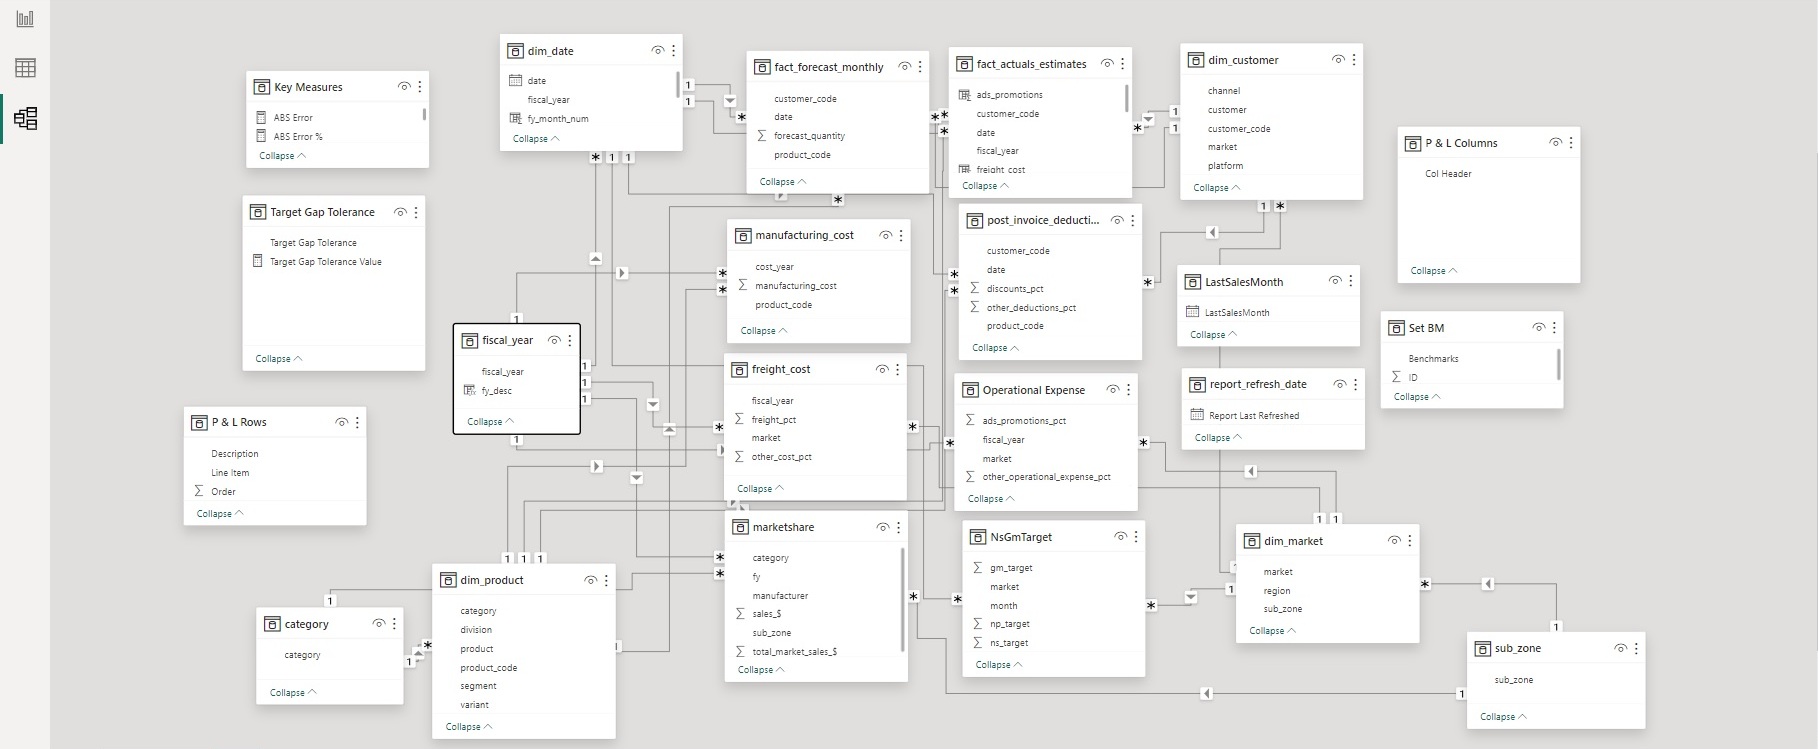 Key Measures
ABS Error
ABS Error %
Collapse
dim_date
date
fiscal_year
fy_month_num
Collapse
fact_forecast_monthly
customer_code
date
forecast_quantity
product_code
Collapse
fact_actuals_estimates
ads_promotions
customer_code
date
fiscal_year
freight_cost
Collapse
dim_customer
channel
customer
customer_code
market
platform
Collapse
P & L Columns
Col Header
Collapse
Target Gap Tolerance
Target Gap Tolerance
Target Gap Tolerance Value
Collapse
manufacturing_cost
cost_year
manufacturing_cost
product_code
Collapse
post_invoice_deducti...
customer_code
date
discounts_pct
other_deductions_pct
product_code
Collapse
LastSalesMonth
LastSalesMonth
Collapse
Set BM
Benchmarks
ID
Collapse
fiscal_year
fiscal_year
fy_desc
Collapse
freight_cost
fiscal_year
freight_pct
market
other_cost_pct
Collapse
Operational Expense
ads_promotions_pct
fiscal_year
market
other_operational_expense_pct
Collapse
report_refresh_date
Report Last Refreshed
Collapse
P & L Rows
Description
Line Item
Order
Collapse
marketshare
category
fy
manufacturer
sales_$
sub_zone
total_market_sales_$
Collapse
NsGmTarget
gm_target
market
month
np_target
ns_target
Collapse
dim_market
market
region
sub_zone
Collapse
category
category
Collapse
dim_product
category
division
product
product_code
segment
variant
Collapse
sub_zone
sub_zone
Collapse